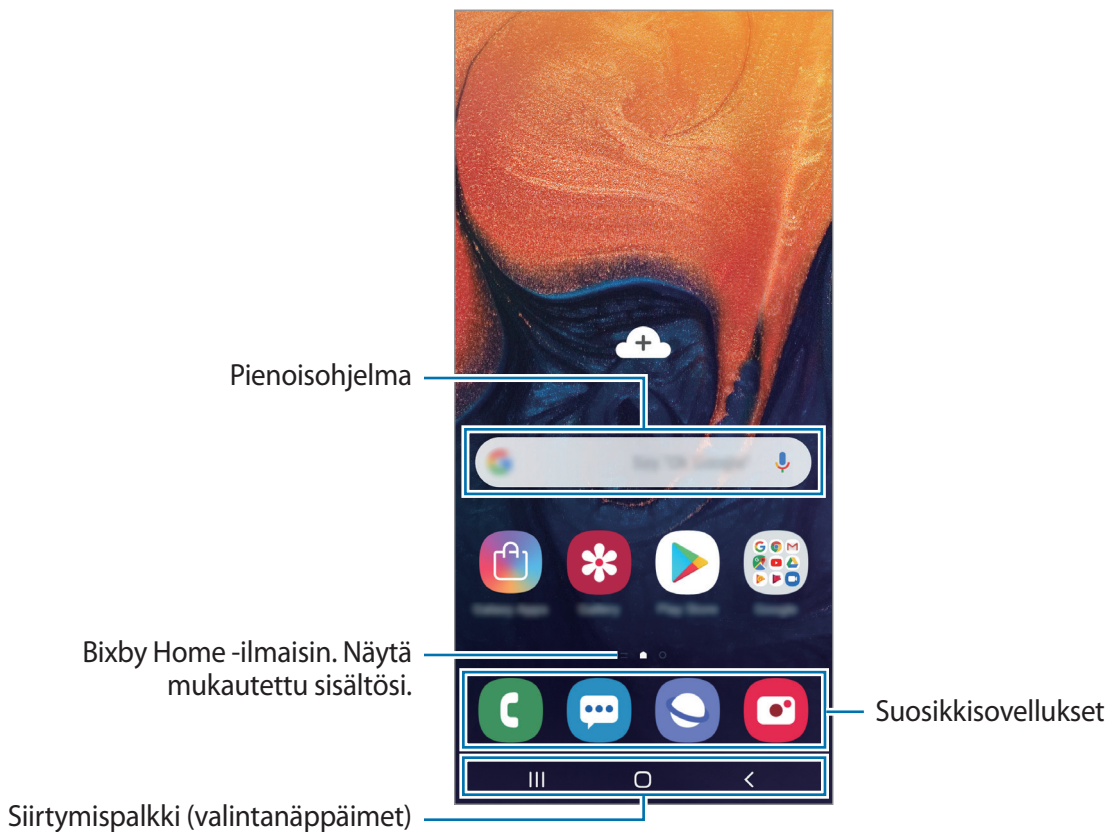 Pienoisohjelma
Bixby Home -ilmaisin. Näytä
mukautettu sisältösi.
Suosikkisovellukset
Siirtymispalkki (valintanäppäimet)